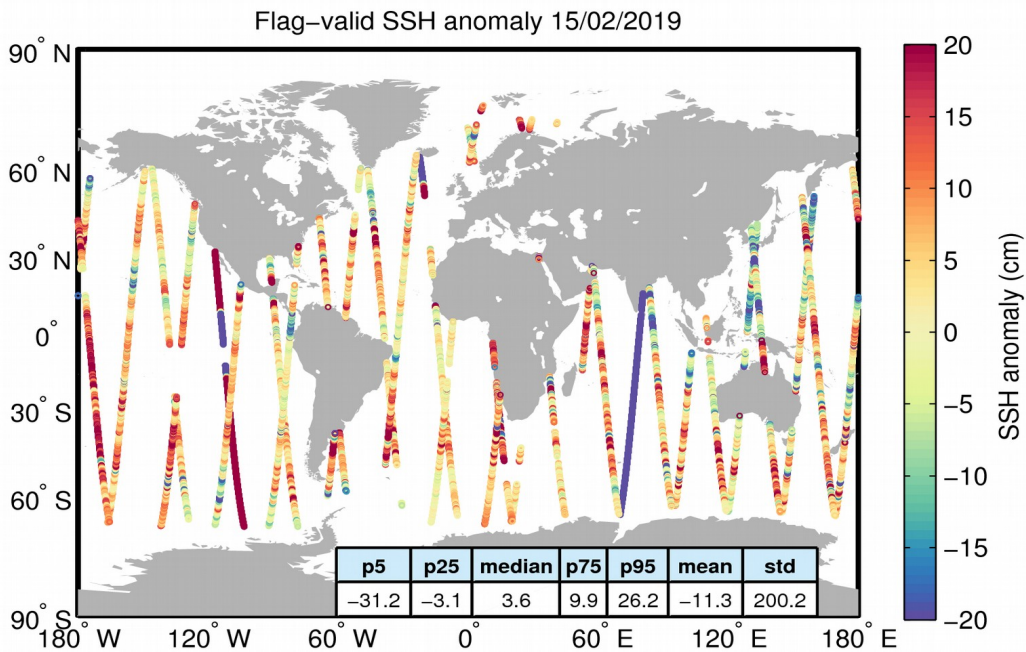 Flag−valid SSH anomaly 15/02/2019
90° N
60° N
30° N
0°
30° S
60° S
90° S
180° W
120° W
60° W
0°
60° E
120° E
180° E
p5 p25 median p75 p95 mean std
−31.2 −3.1 3.6 9.9 26.2 −11.3 200.2
20
15
10
5
0
−5
−10
−15
−20
SSH anomaly (cm)